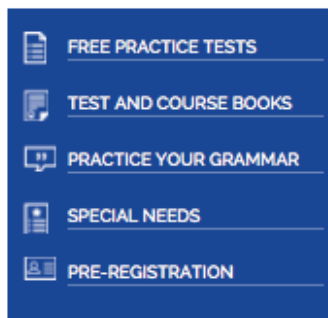 FREE PRACTICE TESTS
TEST AND COURSE BOOKS
PRACTICE YOUR GRAMMAR
SPECIAL NEEDS
PRE-REGISTRATION